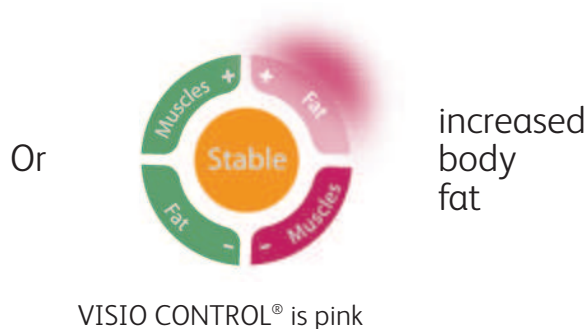 Or
Muscles +
+ Fat
Stable
Fat -
- Muscles
increased
body
fat
VISIO CONTROL® is pink